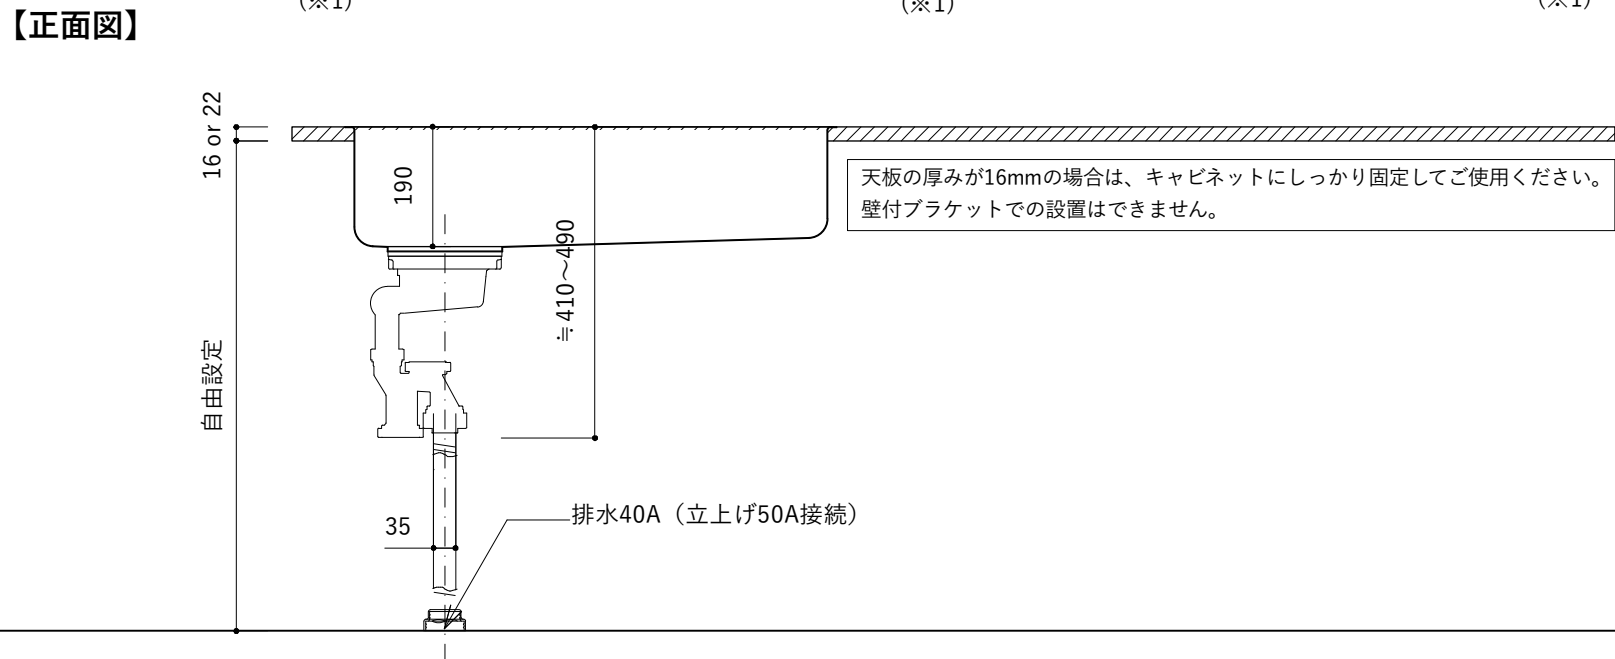 (※1)
(※1)
(※1)
【正面図】
16 or 22
190
天板の厚みが16mmの場合は、キャビネットにしっかり固定してご使用ください。
壁付ブラケットでの設置はできません。
≒410～490
自由設定
排水40A（立上げ50A接続）
35